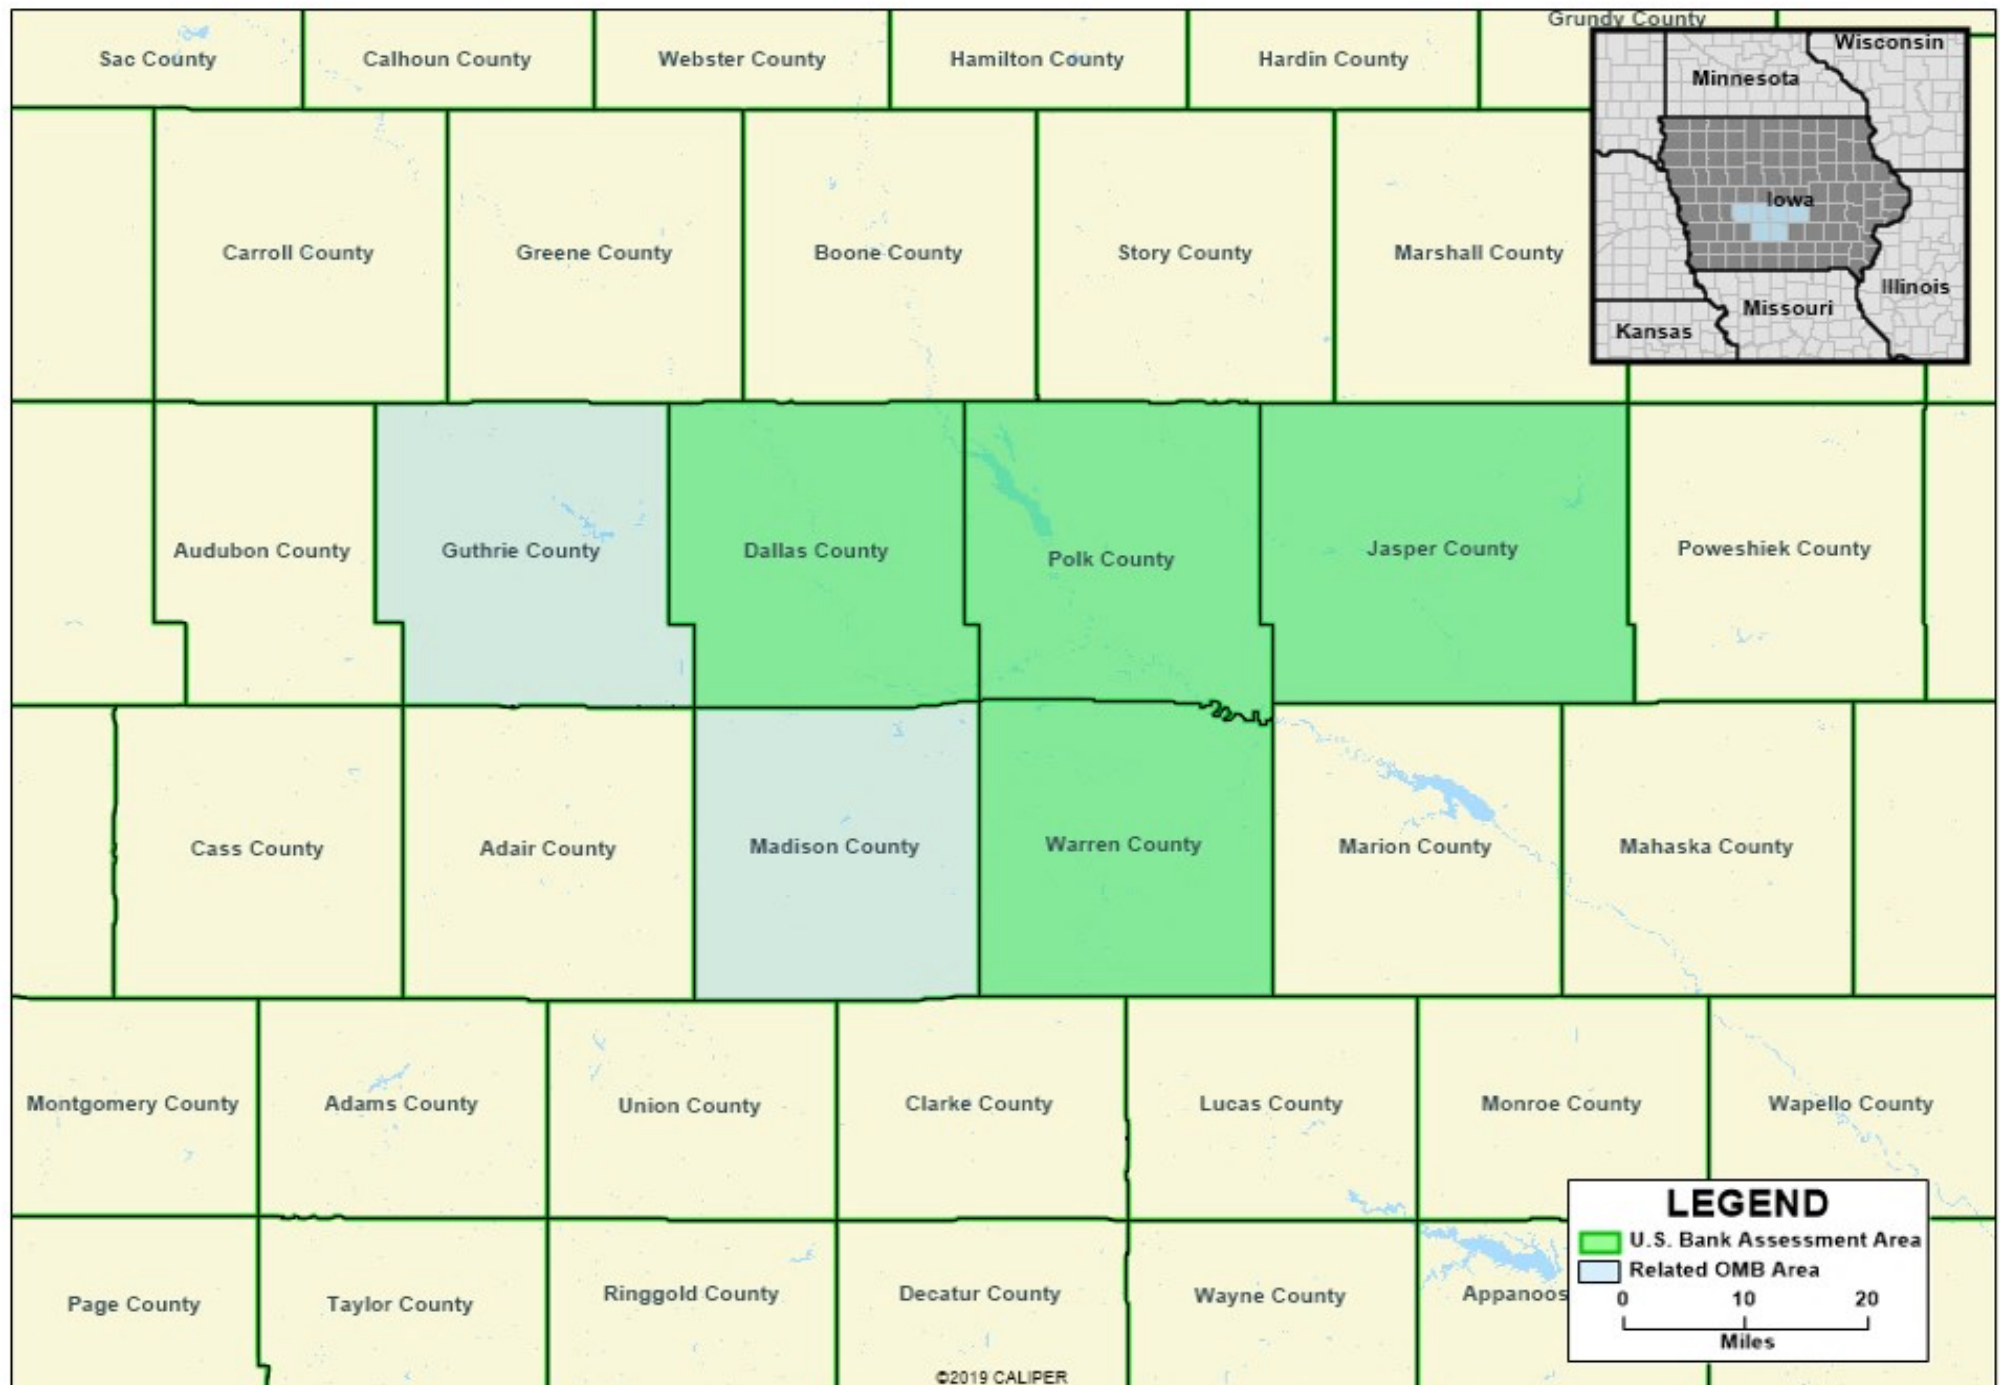 Grundy County
Sac County
Calhoun County
Webster County
Hamilton County
Hardin County
Wisconsin
Minnesota
Iowa
Illinois
Missouri
Kansas
Carroll County
Greene County
Boone County
Story County
Marshall County
Audubon County
Guthrie County
Dallas County
Polk County
Jasper County
Poweshiek County
Cass County
Adair County
Madison County
Warren County
Marion County
Mahaska County
Montgomery County
Adams County
Union County
Clarke County
Lucas County
Monroe County
Wapello County
Page County
Taylor County
Ringgold County
Decatur County
Wayne County
Appanoos
LEGEND
U.S. Bank Assessment Area
Related OMB Area
0 10 20
Miles
©2019 CALIPER